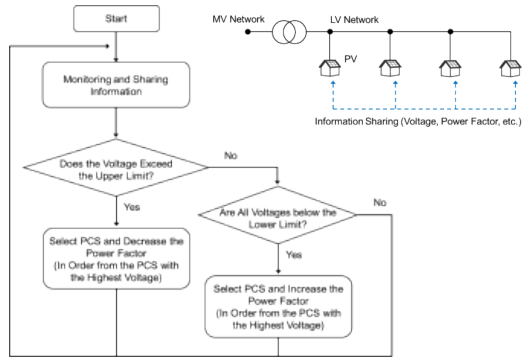 Start
Monitoring and Sharing
Information
Does the Voltage Exceed
the Upper Limit?
No
Yes
Select PCS and Decrease the
Power Factor
(In Order from the PCS with
the Highest Voltage)
Are All Voltages below the
Lower Limit?
No
Yes
Select PCS and Increase the
Power Factor
(In Order from the PCS with
the Highest Voltage)
MV Network
LV Network
PV
Information Sharing (Voltage, Power Factor, etc.)